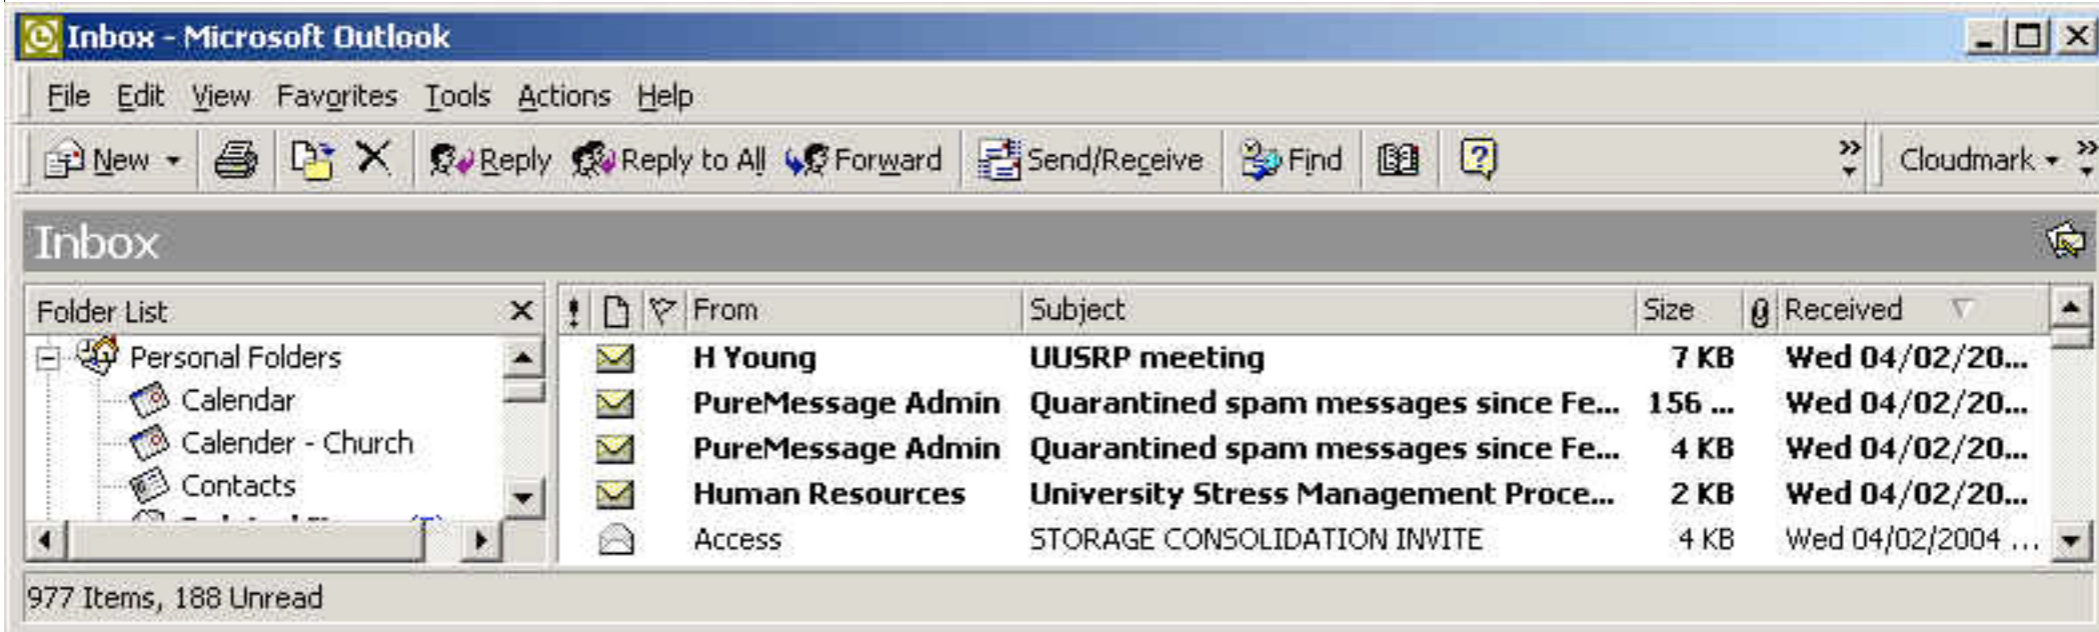 Inbox - Microsoft Outlook
File Edit View Favorites Tools Actions Help
New Reply Reply to All Forward Send/Receive Find Cloudmark
Inbox
Folder List
Personal Folders
Calendar
Calender - Church
Contacts
! From Subject Size Received
H Young UUSRP meeting 7 KB Wed 04/02/20...
PureMessage Admin Quarantined spam messages since Fe... 156 ... Wed 04/02/20...
PureMessage Admin Quarantined spam messages since Fe... 4 KB Wed 04/02/20...
Human Resources University Stress Management Proce... 2 KB Wed 04/02/20...
Access STORAGE CONSOLIDATION INVITE 4 KB Wed 04/02/2004 ...
977 Items, 188 Unread